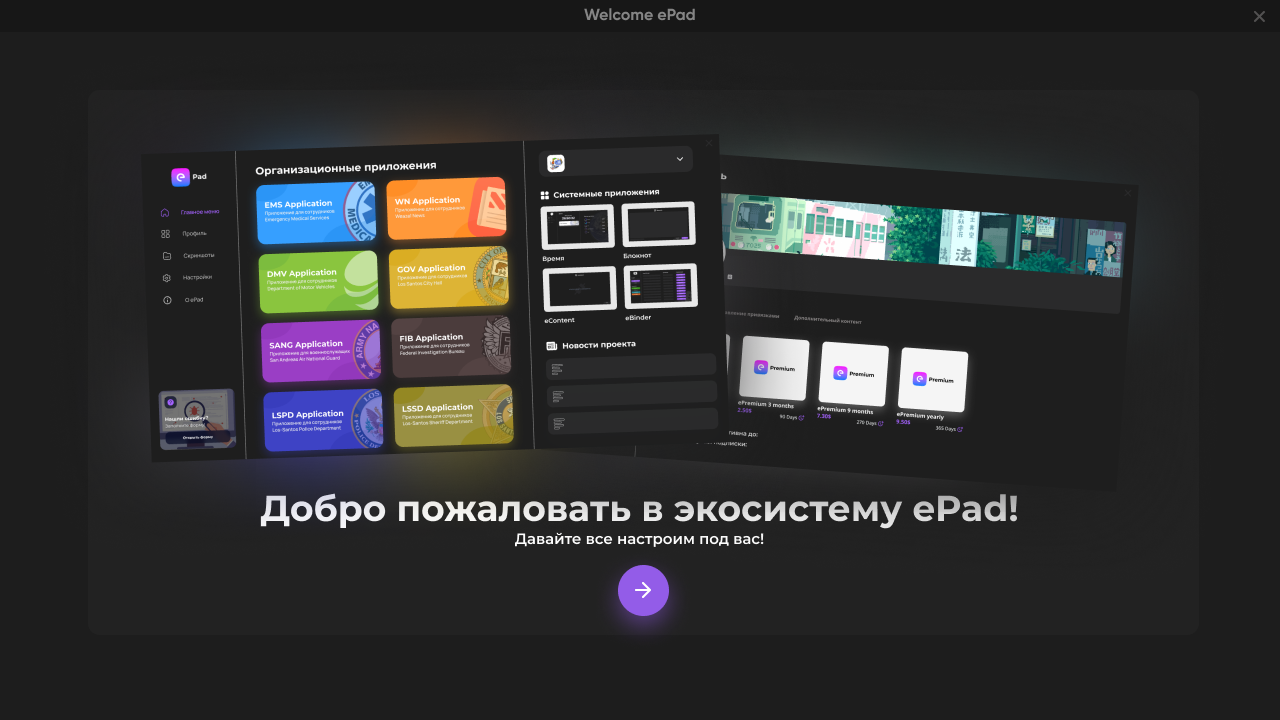 Welcome ePad
Pad
Главное меню
Профиль
Скриншоты
Настройки
О ePad
Нашли ошибку?
Заполните форму
Открыть форму
Организационные приложения
EMS Application
Приложение для сотрудников
Emergency Medical Services
WN Application
Приложение для сотрудников
Weazel News
DMV Application
Приложение для сотрудников
Department of Motor Vehicles
GOV Application
Приложение для сотрудников
Los Santos City Hall
SANG Application
Приложение для военнослужащих
San Andreas Air National Guard
FIB Application
Приложение для сотрудников
Federal Investigation Bureau
LSPD Application
Приложение для сотрудников
Los-Santos Police Department
LSSD Application
Приложение для сотрудников
Los-Santos Sheriff Department
Системные приложения
Время
Блокнот
eContent
eBinder
Новости проекта
法
Дополнительный контент
Premium
ePremium 3 months
2.50$
90 Days
Premium
ePremium 9 months
7.30$
270 Days
Premium
ePremium yearly
9.50$
365 Days
Добро пожаловать в экосистему ePad!
Давайте все настроим под вас!